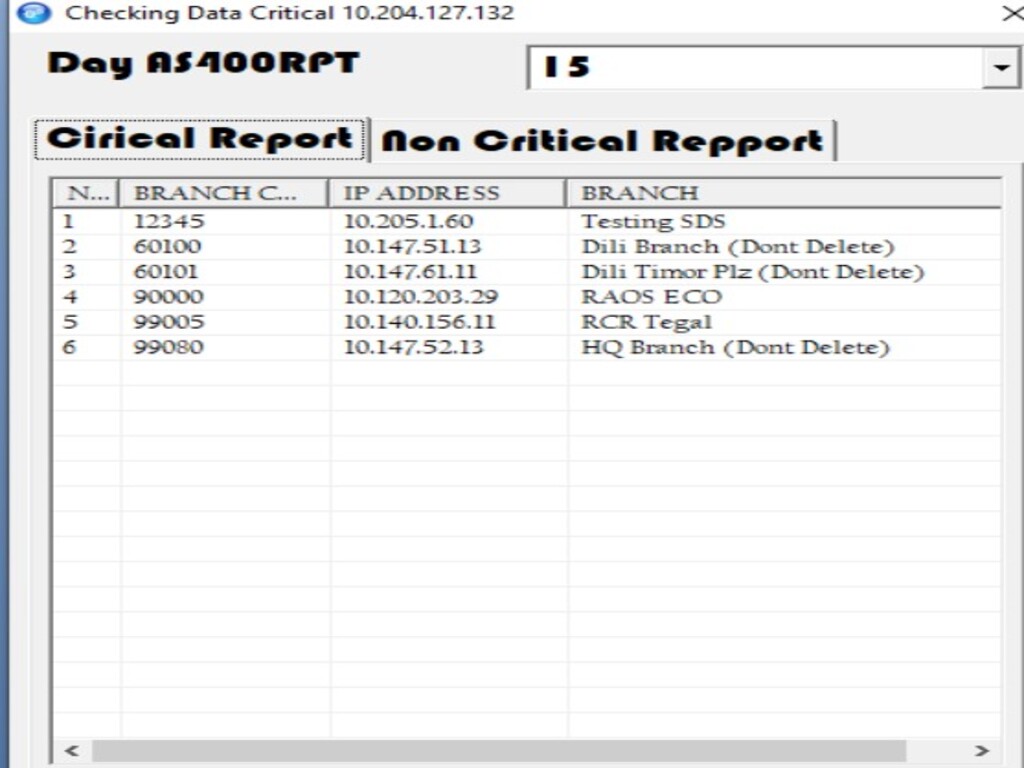 Checking Data Critical 10.204.127.132
Day AS400RPT 15
Cirical Report Non Critical Repport
N... BRANCH C... IP ADDRESS BRANCH
1 12345 10.205.1.60 Testing SDS
2 60100 10.147.51.13 Dili Branch (Dont Delete)
3 60101 10.147.61.11 Dili Timor Plz (Dont Delete)
4 90000 10.120.203.29 RAOS ECO
5 99005 10.140.156.11 RCR Tegal
6 99080 10.147.52.13 HQ Branch (Dont Delete)